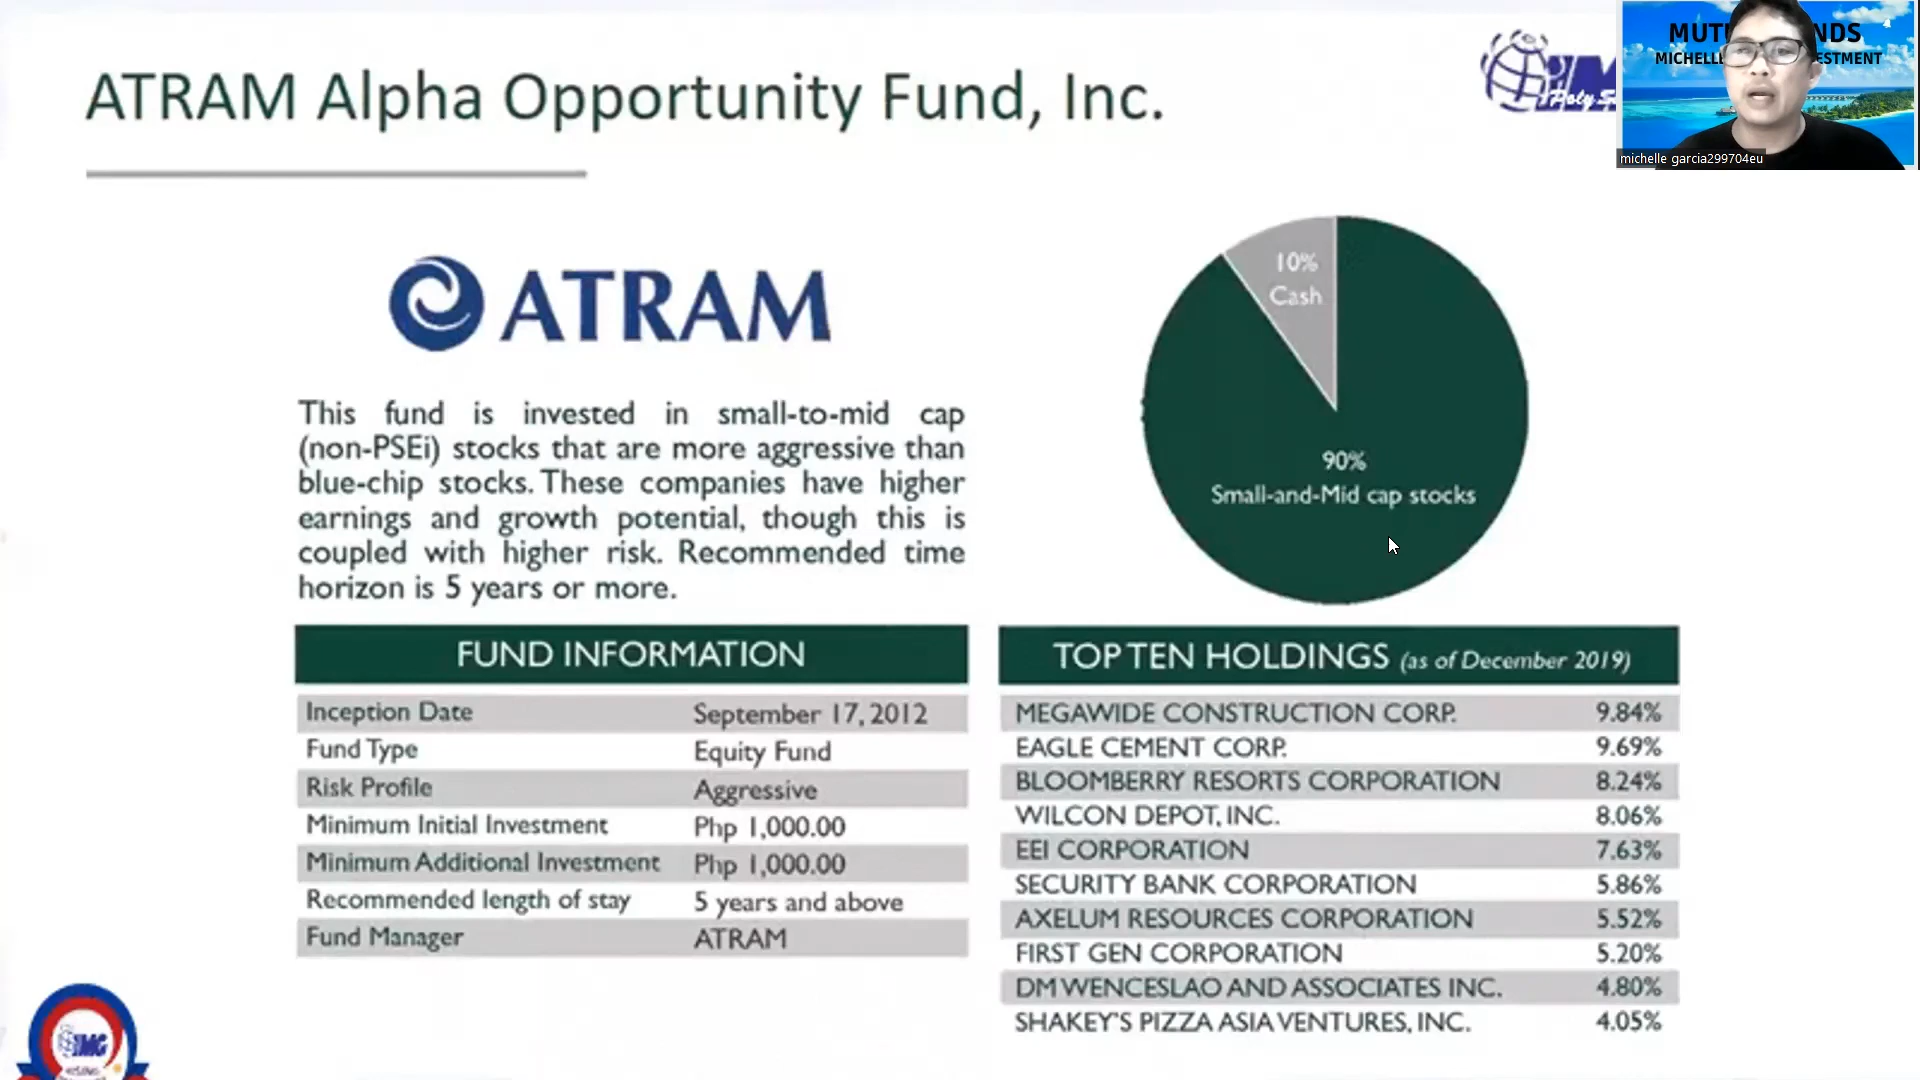 ATRAM Alpha Opportunity Fund, Inc.
MICHELLE
michelle garcia299704eu
ATRAM
This fund is invested in small-to-mid cap
(non-PSEi) stocks that are more aggressive than
blue-chip stocks. These companies have higher
earnings and growth potential, though this is
coupled with higher risk. Recommended time
horizon is 5 years or more.
10%
Cash
90%
Small-and-Mid cap stocks
FUND INFORMATION
Inception Date September 17, 2012
Fund Type Equity Fund
Risk Profile Aggressive
Minimum Initial Investment Php 1,000.00
Minimum Additional Investment Php 1,000.00
Recommended length of stay 5 years and above
Fund Manager ATRAM
TOP TEN HOLDINGS (as of December 2019)
MEGAWIDE CONSTRUCTION CORP. 9.84%
EAGLE CEMENT CORP. 9.69%
BLOOMBERRY RESORTS CORPORATION 8.24%
WILCON DEPOT, INC. 8.06%
EEI CORPORATION 7.63%
SECURITY BANK CORPORATION 5.86%
AXELUM RESOURCES CORPORATION 5.52%
FIRST GEN CORPORATION 5.20%
DM WENCESLAO AND ASSOCIATES INC. 4.80%
SHAKEY'S PIZZA ASIA VENTURES, INC. 4.05%
IMG